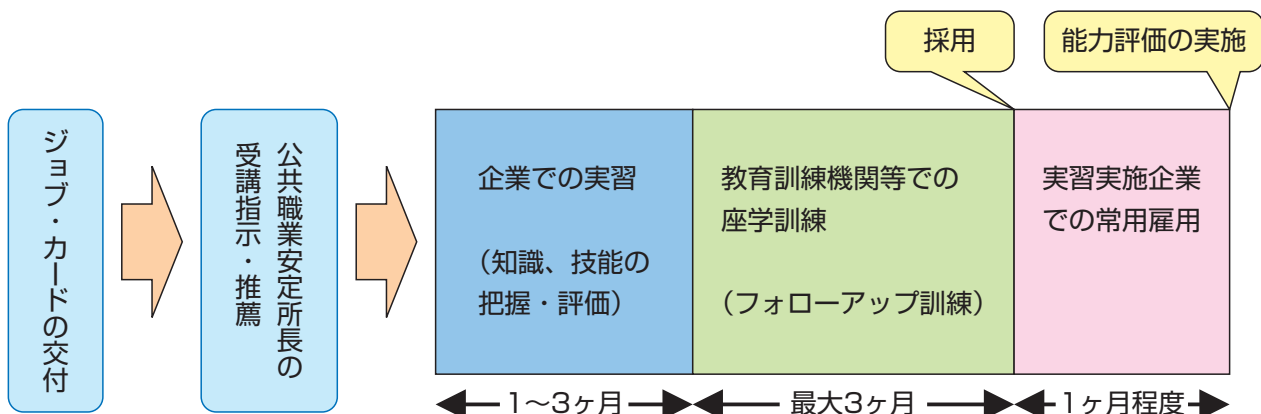 採用
能力評価の実施
ジョブ・カードの交付
公共職業安定所長の
受講指示・推薦
企業での実習
（知識、技能の
把握・評価）
教育訓練機関等での
座学訓練
（フォローアップ訓練）
実習実施企業
での常用雇用
1～3ヶ月
最大3ヶ月
1ヶ月程度